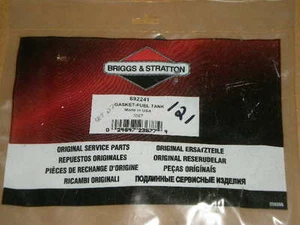 BRIGGS & STRATTON
692241
GASKET-FUEL TANK
Made in USA
121
ORIGINAL SERVICE PARTS ORIGINAL ERSATZTEILE
REPUESTOS ORIGINALES ORIGINAL RESERUDELAR
PIÈCES DE RECHANGE D'ORIGINE PEÇAS ORIGINAIS
RICAMBI ORIGINALI ПОДЛИННЫЕ СЕРВИСНЫЕ ИЗДЕЛИЯ